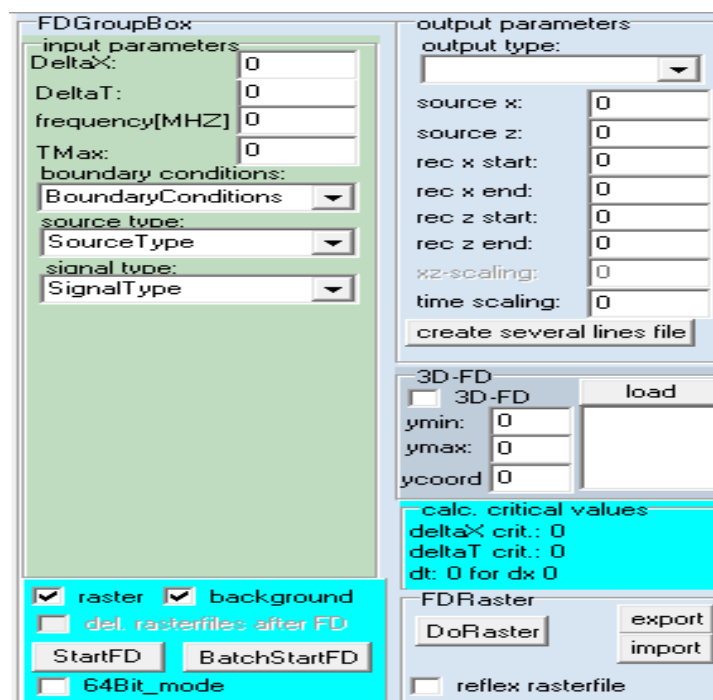 FDGroupBox
input parameters
DeltaX: 0
DeltaT: 0
frequency[MHZ] 0
TMax: 0
boundary conditions:
BoundaryConditions
source type:
SourceType
signal type:
SignalType
raster background
del. rasterfiles after FD
StartFD BatchStartFD
64Bit_mode
output parameters
output type:
source x: 0
source z: 0
rec x start: 0
rec x end: 0
rec z start: 0
rec z end: 0
xz-scaling: 0
time scaling: 0
create several lines file
3D-FD
3D-FD load
ymin: 0
ymax: 0
ycoord 0
calc. critical values
deltaX crit.: 0
deltaT crit.: 0
dt: 0 for dx 0
FDRaster
DoRaster export
import
reflex rasterfile